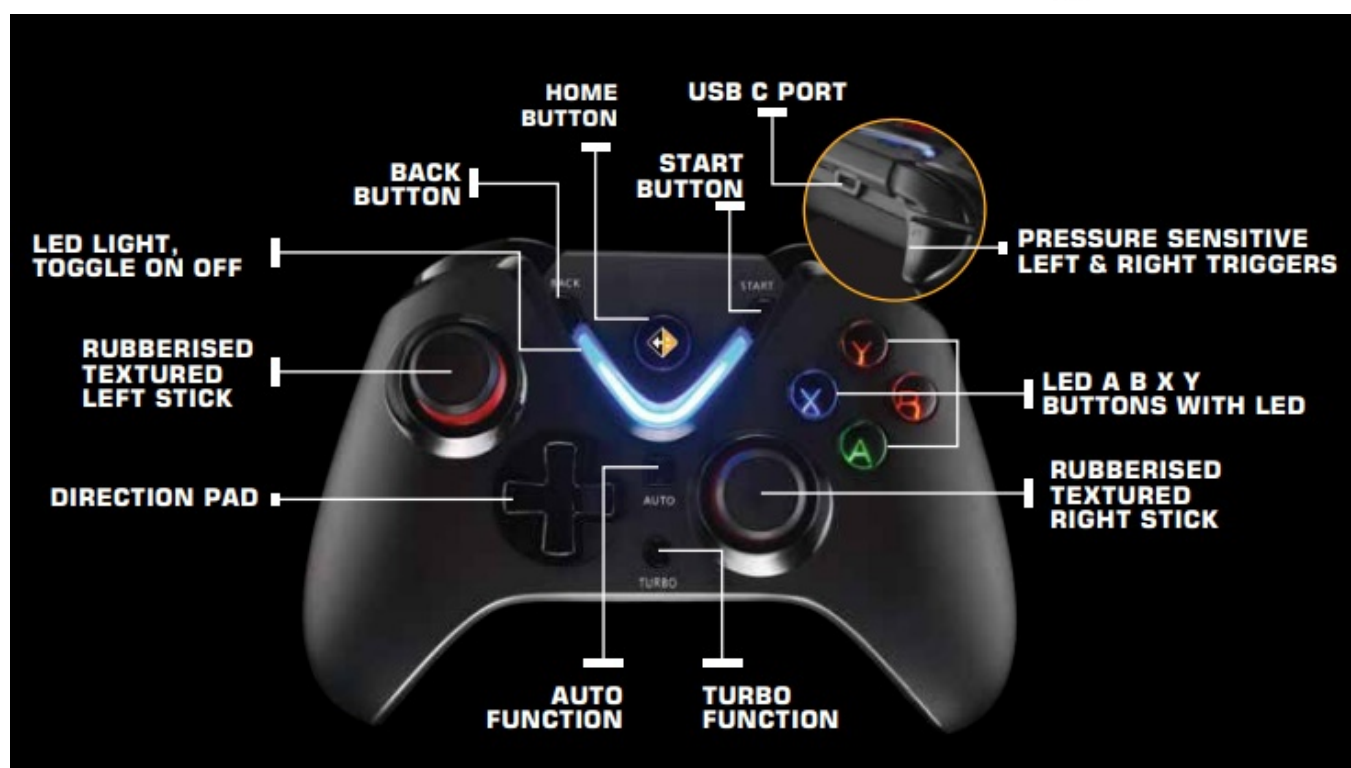 HOME
BUTTON
USB C PORT
BACK
BUTTON
START
BUTTON
LED LIGHT,
TOGGLE ON OFF
PRESSURE SENSITIVE
LEFT & RIGHT TRIGGERS
BACK
START
RUBBERISED
TEXTURED
LEFT STICK
Y
X
B
A
LED A B X Y
BUTTONS WITH LED
DIRECTION PAD
AUTO
RUBBERISED
TEXTURED
RIGHT STICK
TURBO
AUTO
FUNCTION
TURBO
FUNCTION